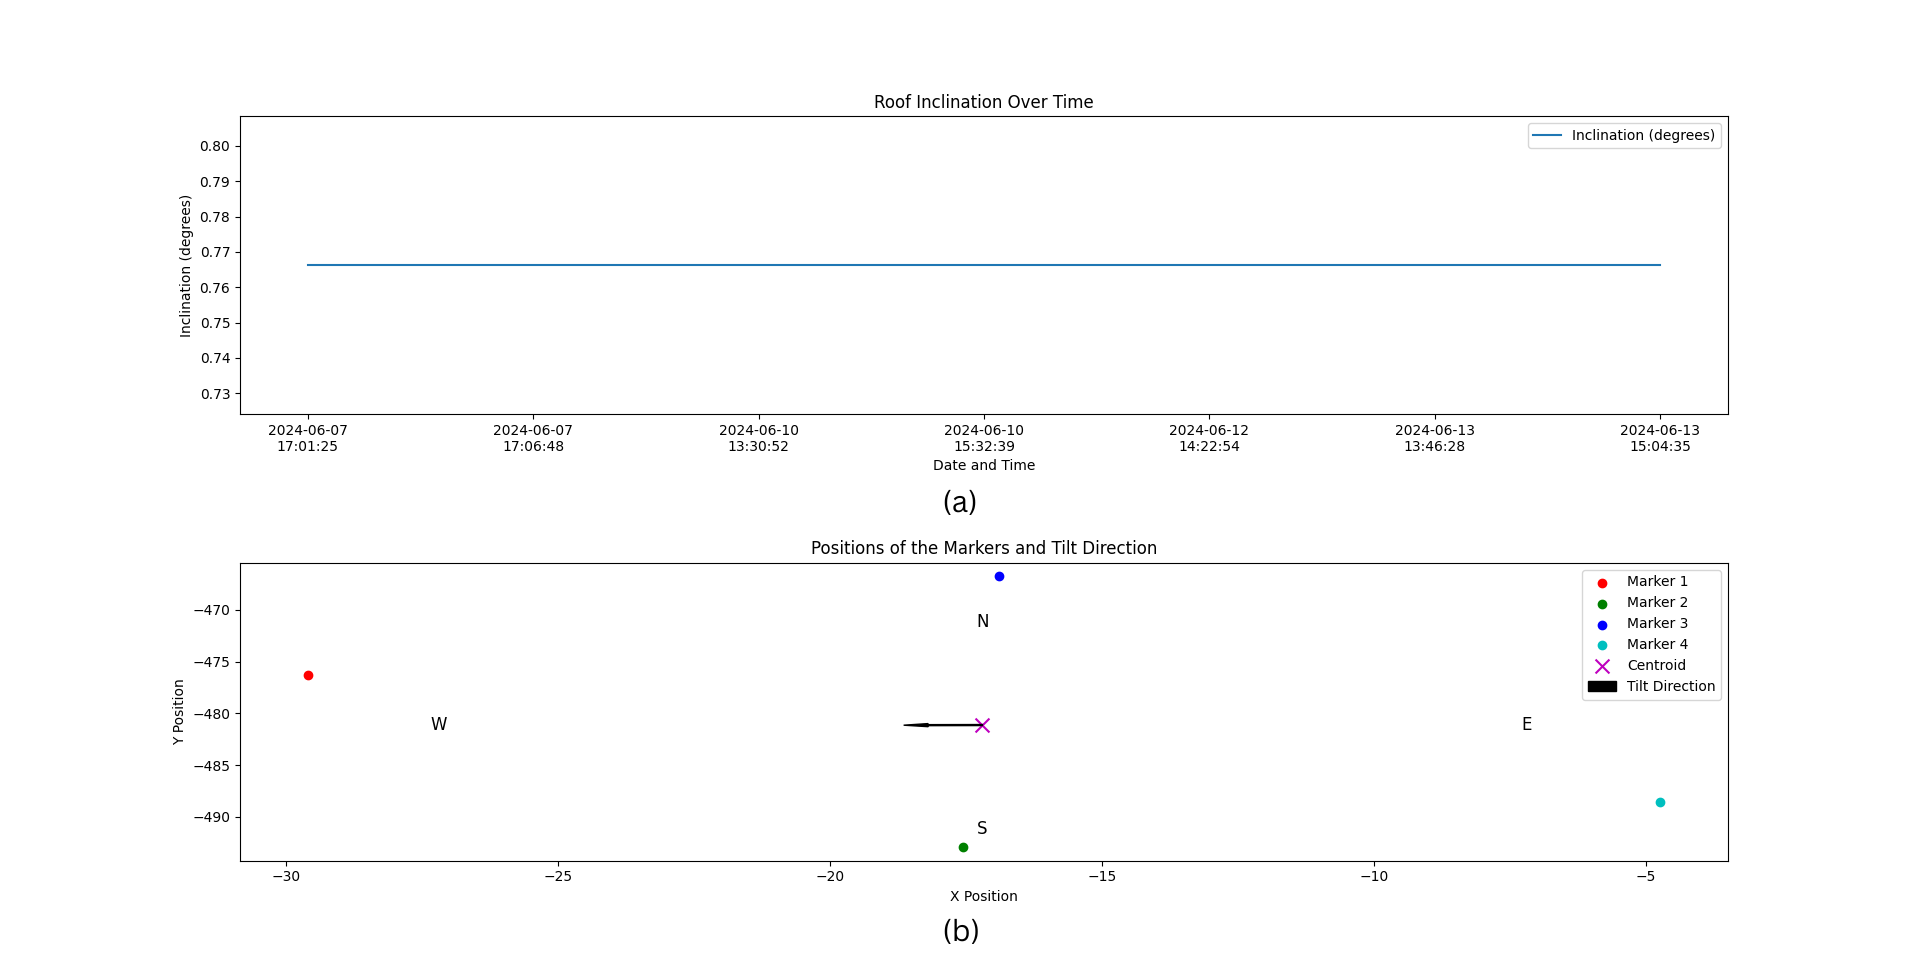 Roof Inclination Over Time
Inclination (degrees)
0.80
0.79
0.78
0.77
0.76
0.75
0.74
0.73
Inclination (degrees)
2024-06-07 2024-06-07 2024-06-10 2024-06-10 2024-06-12 2024-06-13 2024-06-13
17:01:25 17:06:48 13:30:52 15:32:39 14:22:54 13:46:28 15:04:35
Date and Time
(a)
Positions of the Markers and Tilt Direction
Marker 1
Marker 2
Marker 3
Marker 4
Centroid
Tilt Direction
N
W
E
S
−470
−475
−480
−485
−490
Y Position
−30 −25 −20 −15 −10 −5
X Position
(b)